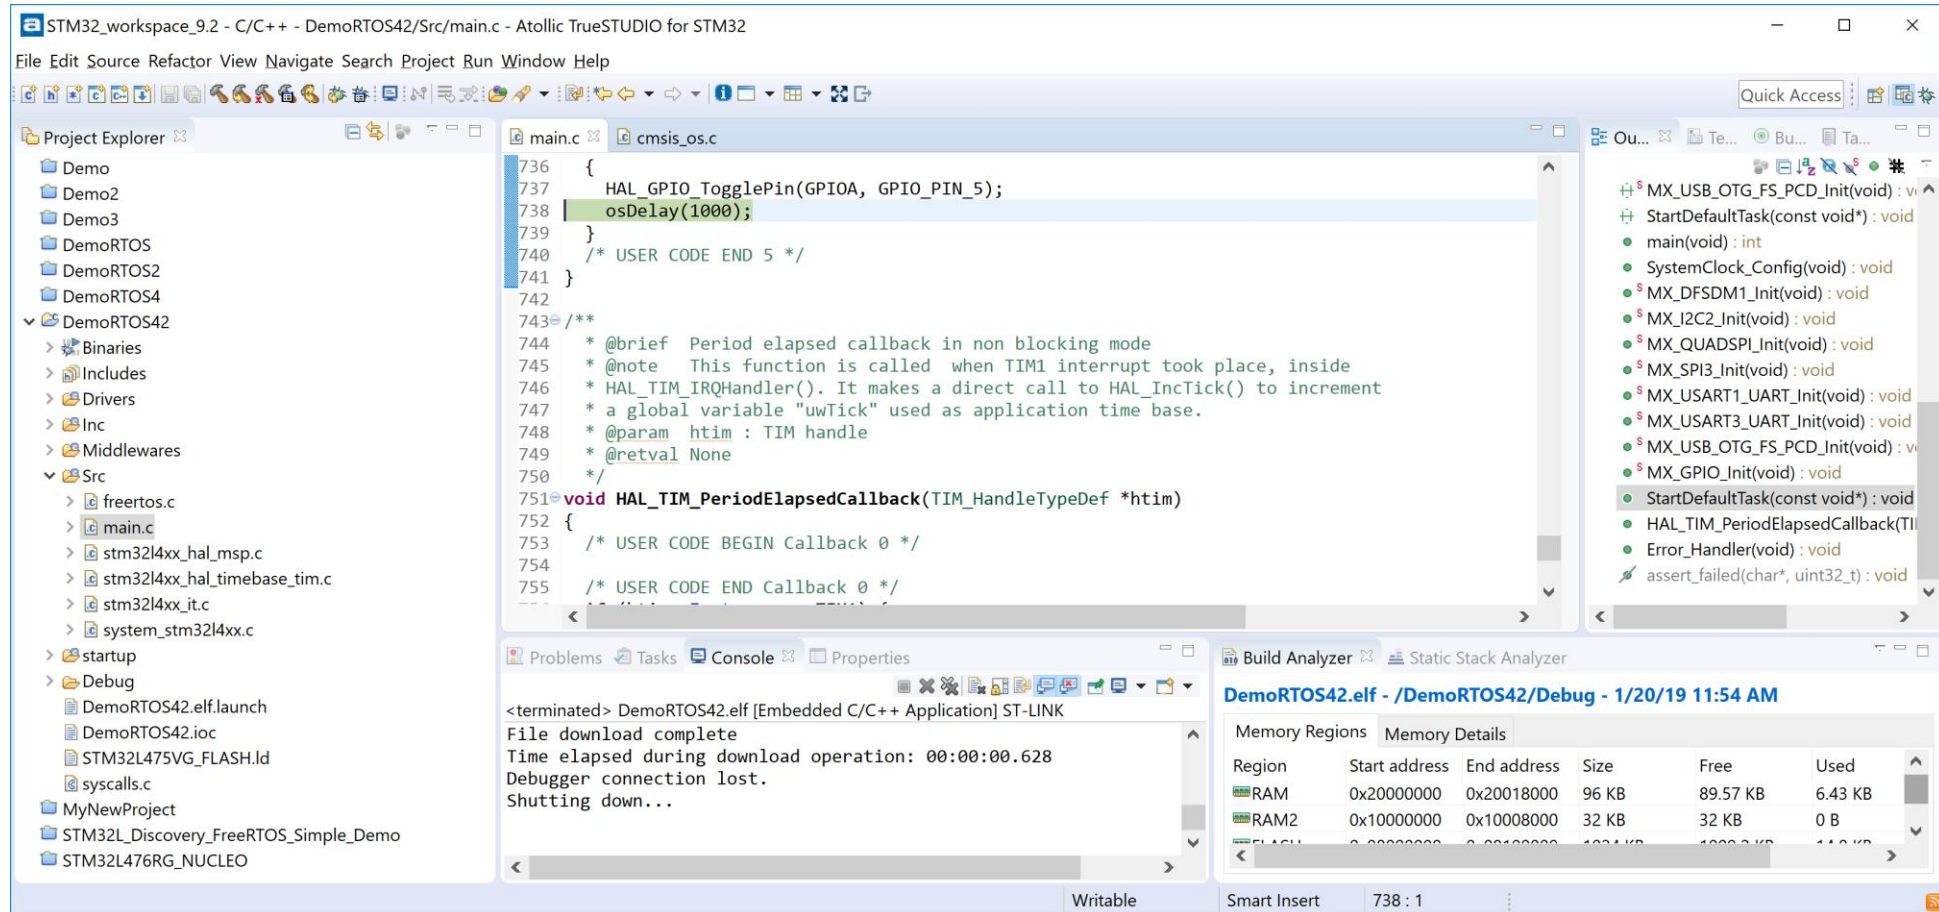 STM32_workspace_9.2 - C/C++ - DemoRTOS42/Src/main.c - Atollic TrueSTUDIO for STM32
File Edit Source Refactor View Navigate Search Project Run Window Help
Quick Access
Project Explorer
Demo
Demo2
Demo3
DemoRTOS
DemoRTOS2
DemoRTOS4
DemoRTOS42
Binaries
Includes
Drivers
Inc
Middlewares
Src
freertos.c
main.c
stm32l4xx_hal_msp.c
stm32l4xx_hal_timebase_tim.c
stm32l4xx_it.c
system_stm32l4xx.c
startup
Debug
DemoRTOS42.elf.launch
DemoRTOS42.ioc
STM32L475VG_FLASH.ld
syscalls.c
MyNewProject
STM32L_Discovery_FreeRTOS_Simple_Demo
STM32L476RG_NUCLEO
main.c cmsis_os.c
736 {
737 HAL_GPIO_TogglePin(GPIOA, GPIO_PIN_5);
738 osDelay(1000);
739 }
740 /* USER CODE END 5 */
741 }
742
743 /**
744 * @brief Period elapsed callback in non blocking mode
745 * @note This function is called when TIM1 interrupt took place, inside
746 * HAL_TIM_IRQHandler(). It makes a direct call to HAL_IncTick() to increment
747 * a global variable "uwTick" used as application time base.
748 * @param htim : TIM handle
749 * @retval None
750 */
751 void HAL_TIM_PeriodElapsedCallback(TIM_HandleTypeDef *htim)
752 {
753 /* USER CODE BEGIN Callback 0 */
754
755 /* USER CODE END Callback 0 */
Ou... Te... Bu... Ta...
MX_USB_OTG_FS_PCD_Init(void) : v
StartDefaultTask(const void*) : void
main(void) : int
SystemClock_Config(void) : void
MX_DFSDM1_Init(void) : void
MX_I2C2_Init(void) : void
MX_QUADSPI_Init(void) : void
MX_SPI3_Init(void) : void
MX_USART1_UART_Init(void) : void
MX_USART3_UART_Init(void) : void
MX_USB_OTG_FS_PCD_Init(void) : v
MX_GPIO_Init(void) : void
StartDefaultTask(const void*) : void
HAL_TIM_PeriodElapsedCallback(TI
Error_Handler(void) : void
assert_failed(char*, uint32_t) : void
Problems Tasks Console Properties
<terminated> DemoRTOS42.elf [Embedded C/C++ Application] ST-LINK
File download complete
Time elapsed during download operation: 00:00:00.628
Debugger connection lost.
Shutting down...
Build Analyzer Static Stack Analyzer
DemoRTOS42.elf - /DemoRTOS42/Debug - 1/20/19 11:54 AM
Memory Regions Memory Details
Region Start address End address Size Free Used
RAM 0x20000000 0x20018000 96 KB 89.57 KB 6.43 KB
RAM2 0x10000000 0x10008000 32 KB 32 KB 0 B
Writable Smart Insert 738 : 1